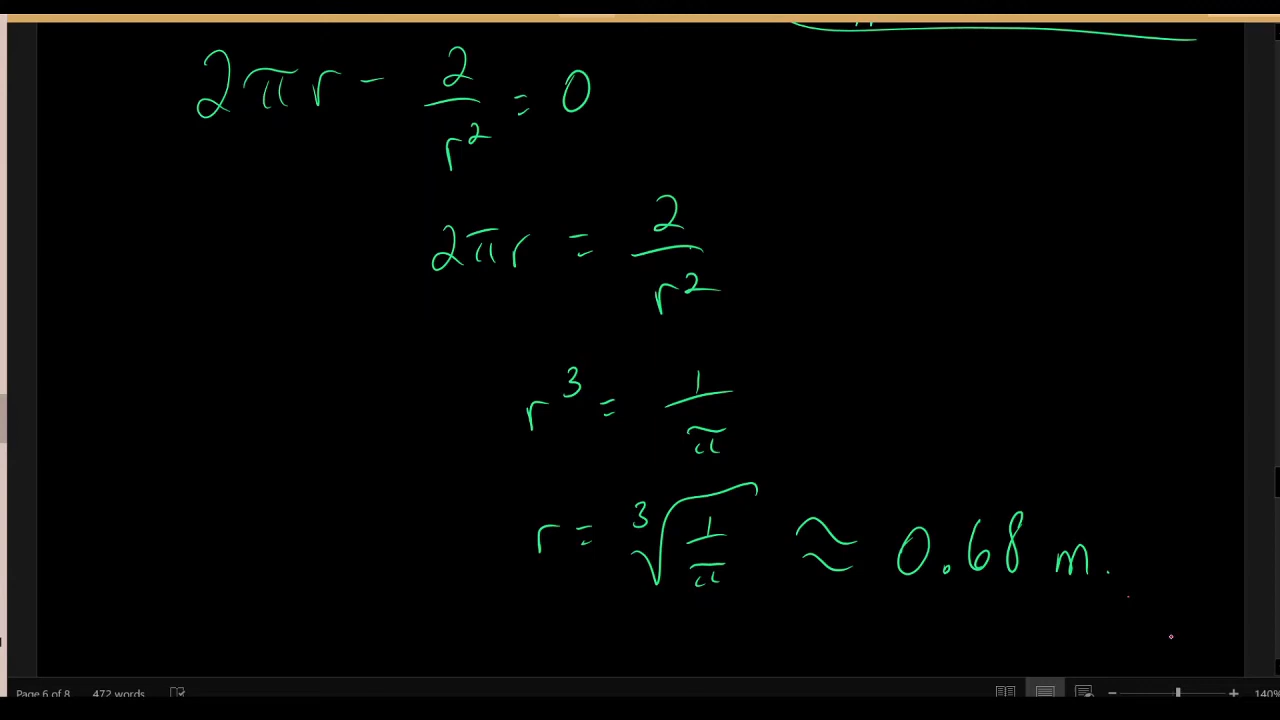 2πr - 2/r² = 0
2πr = 2/r²
r³ = 1/π
r = ∛(1/π) ≈ 0.68 m.
Page 6 of 8 472 words 140%